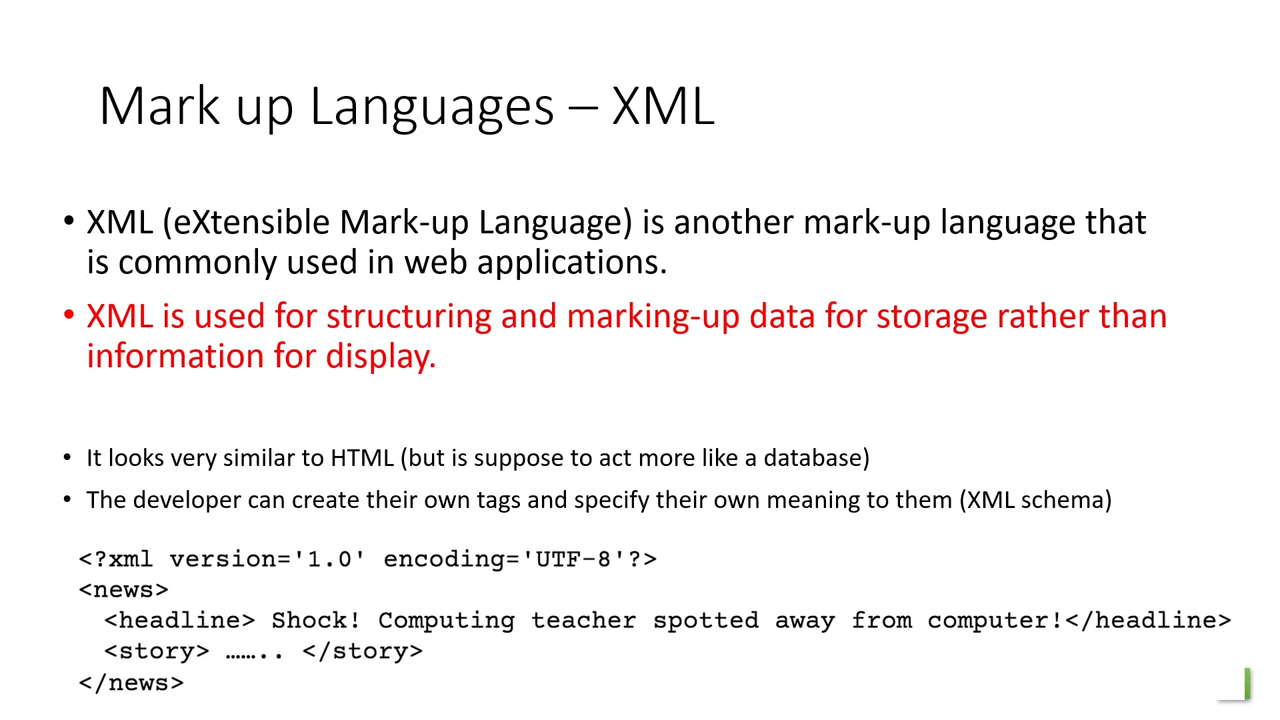 Mark up Languages – XML
• XML (eXtensible Mark-up Language) is another mark-up language that
is commonly used in web applications.
• XML is used for structuring and marking-up data for storage rather than
information for display.
• It looks very similar to HTML (but is suppose to act more like a database)
• The developer can create their own tags and specify their own meaning to them (XML schema)
<?xml version='1.0' encoding='UTF-8'?>
<news>
<headline> Shock! Computing teacher spotted away from computer!</headline>
<story> …….. </story>
</news>